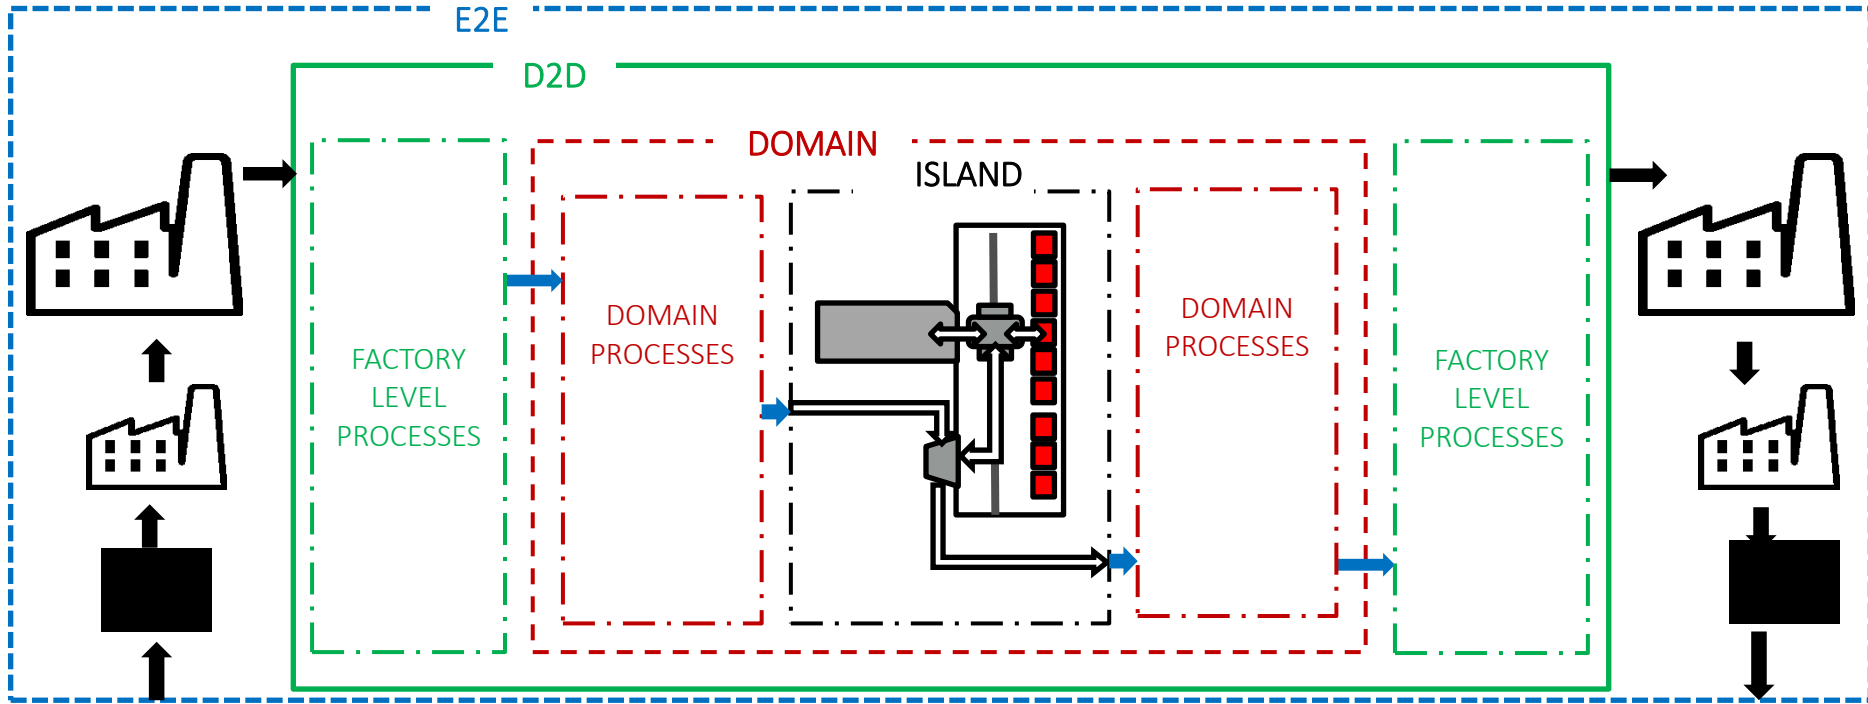 E2E
D2D
DOMAIN
ISLAND
FACTORY
LEVEL
PROCESSES
DOMAIN
PROCESSES
DOMAIN
PROCESSES
FACTORY
LEVEL
PROCESSES